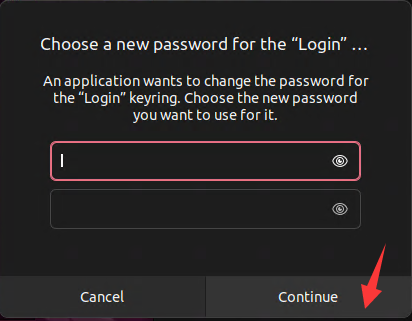 Choose a new password for the “Login” ...
An application wants to change the password for
the “Login” keyring. Choose the new password
you want to use for it.
Cancel
Continue